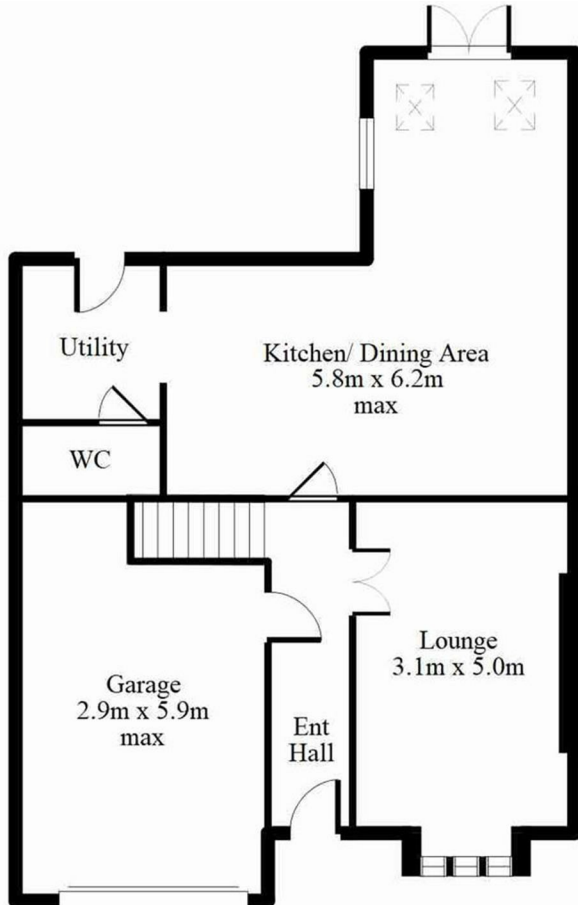 Utility
Kitchen/ Dining Area
5.8m x 6.2m
max
WC
Lounge
3.1m x 5.0m
Garage
2.9m x 5.9m
max
Ent
Hall